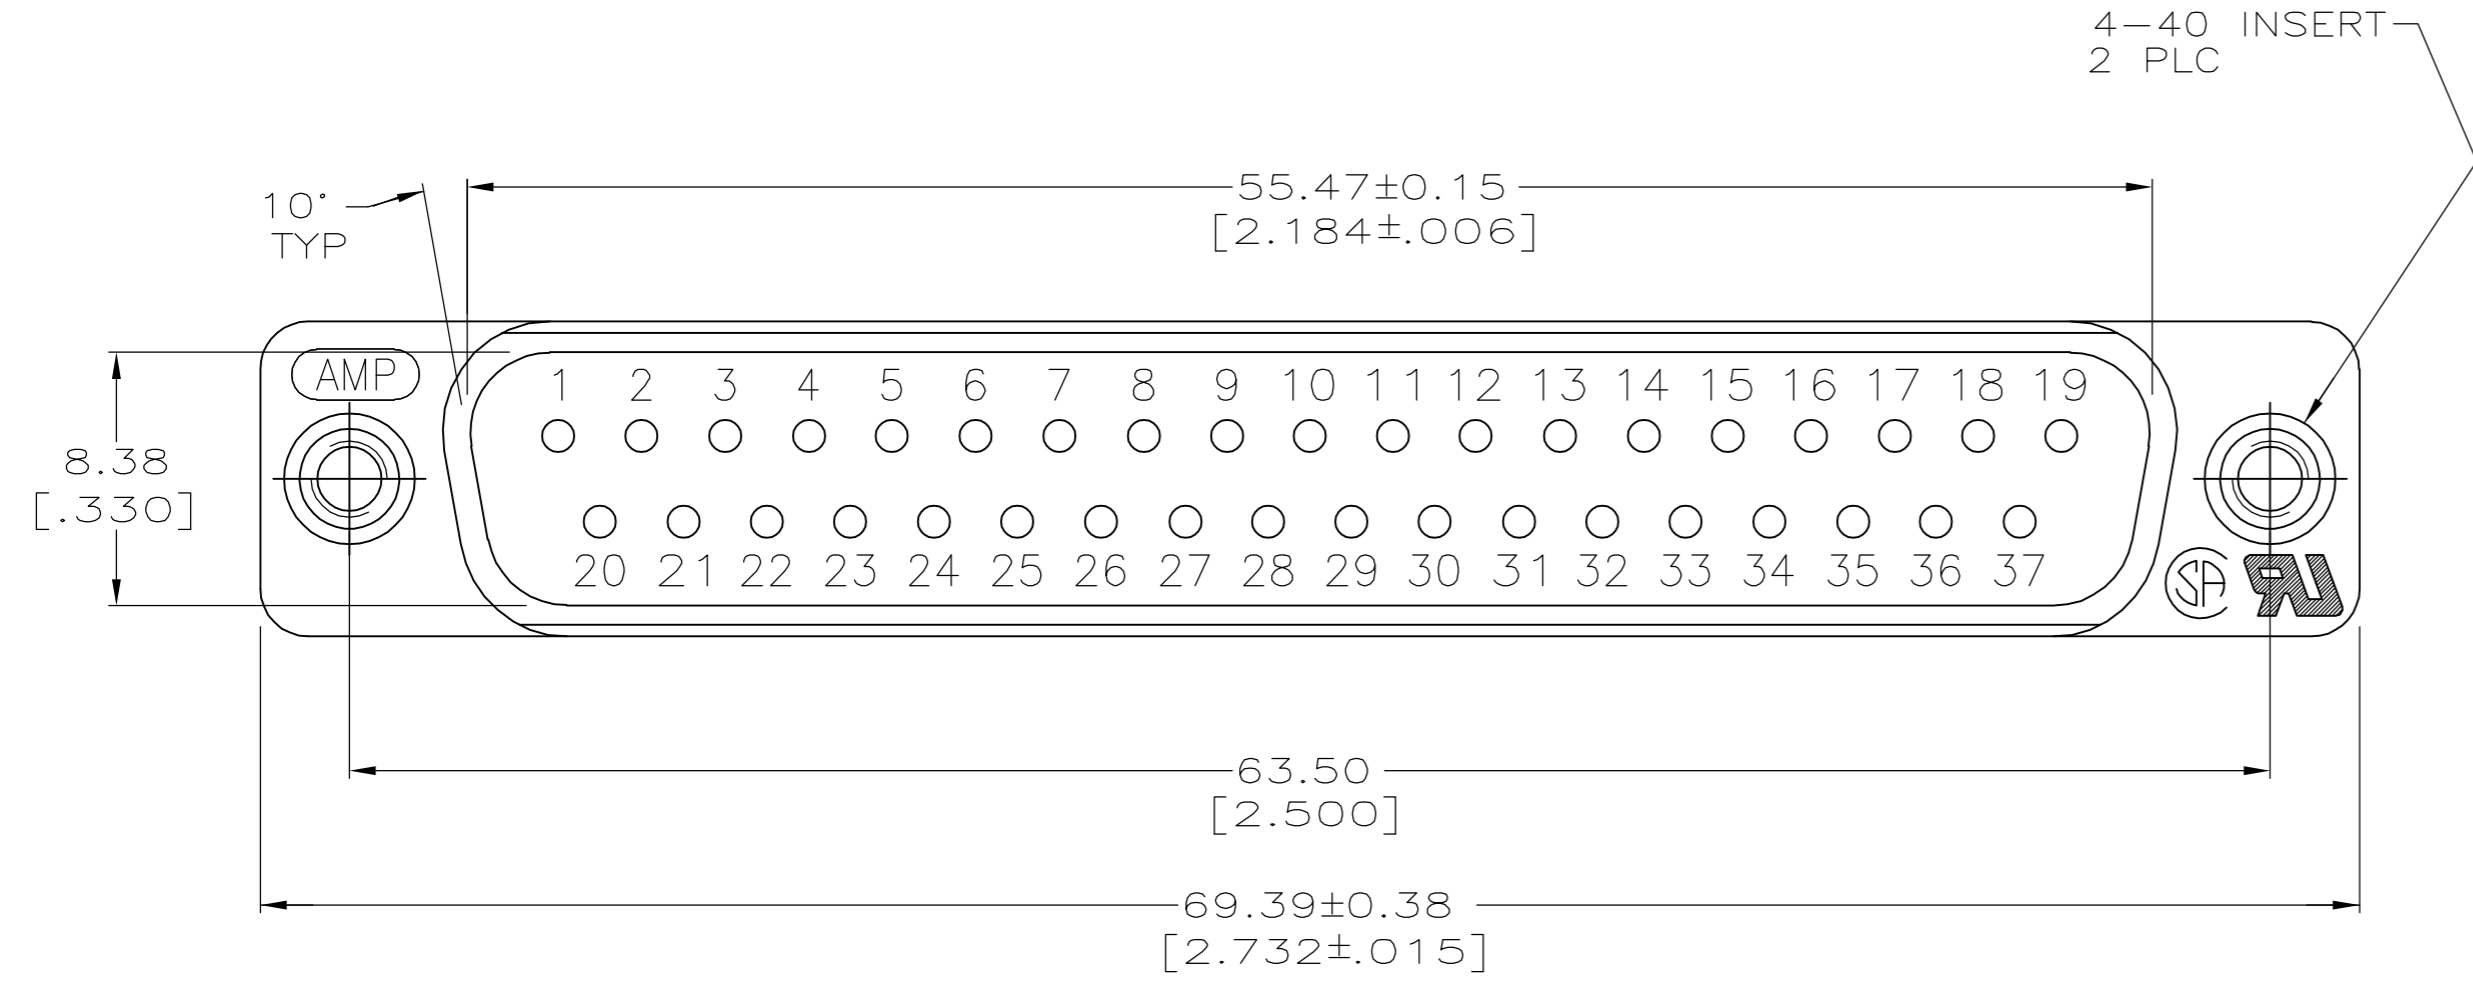 4-40 INSERT
2 PLC
55.47±0.15
[2.184±.006]
10°
TYP
AMP
1 2 3 4 5 6 7 8 9 10 11 12 13 14 15 16 17 18 19
8.38
[.330]
20 21 22 23 24 25 26 27 28 29 30 31 32 33 34 35 36 37
63.50
[2.500]
69.39±0.38
[2.732±.015]